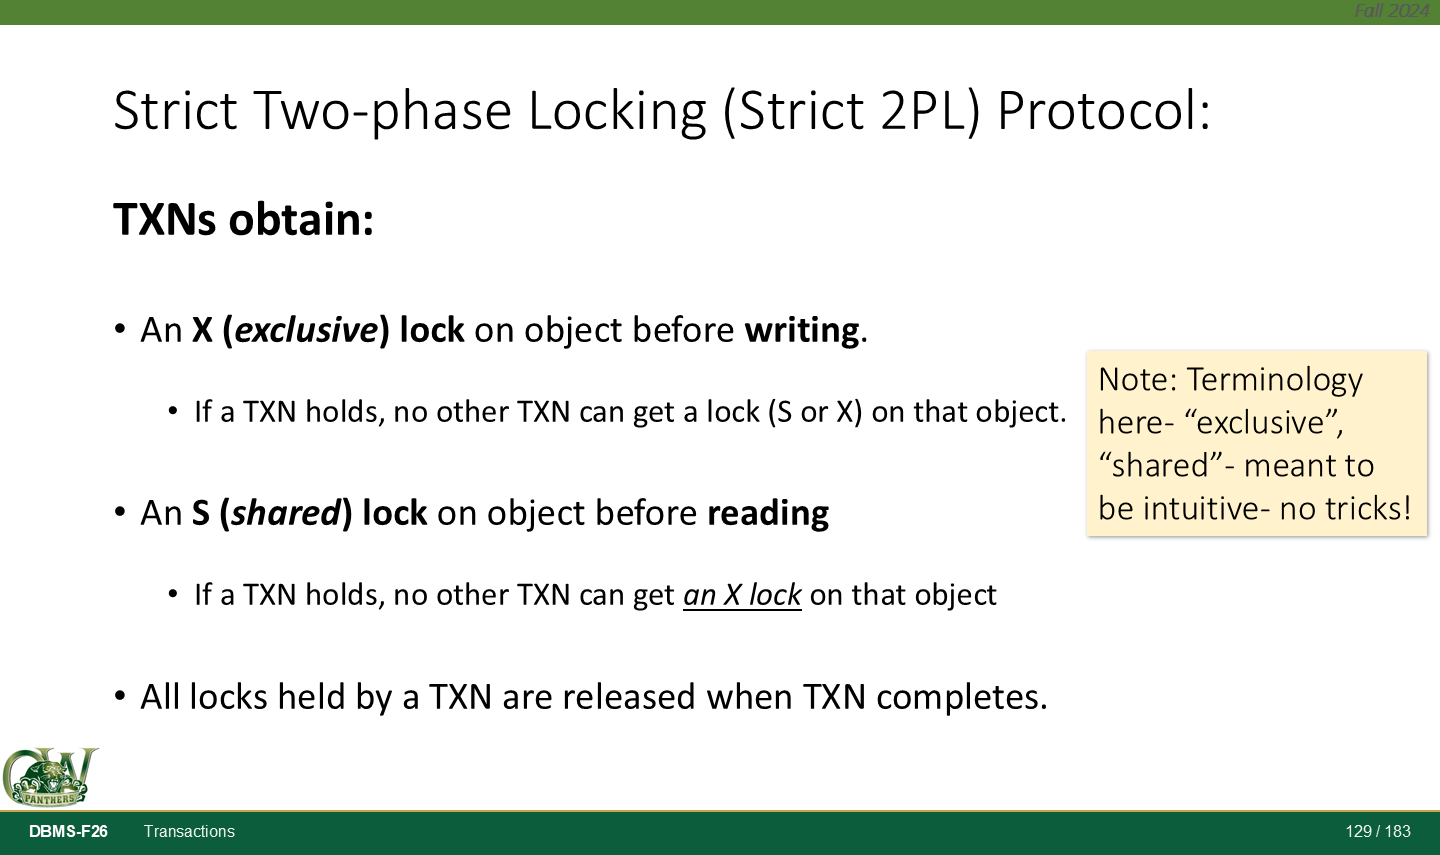 Fall 2024
Strict Two-phase Locking (Strict 2PL) Protocol:
TXNs obtain:
• An X (exclusive) lock on object before writing.
• If a TXN holds, no other TXN can get a lock (S or X) on that object.
• An S (shared) lock on object before reading
• If a TXN holds, no other TXN can get an X lock on that object
• All locks held by a TXN are released when TXN completes.
Note: Terminology
here- “exclusive”,
“shared”- meant to
be intuitive- no tricks!
OW
PANTHERS
DBMS-F26 Transactions 129 / 183